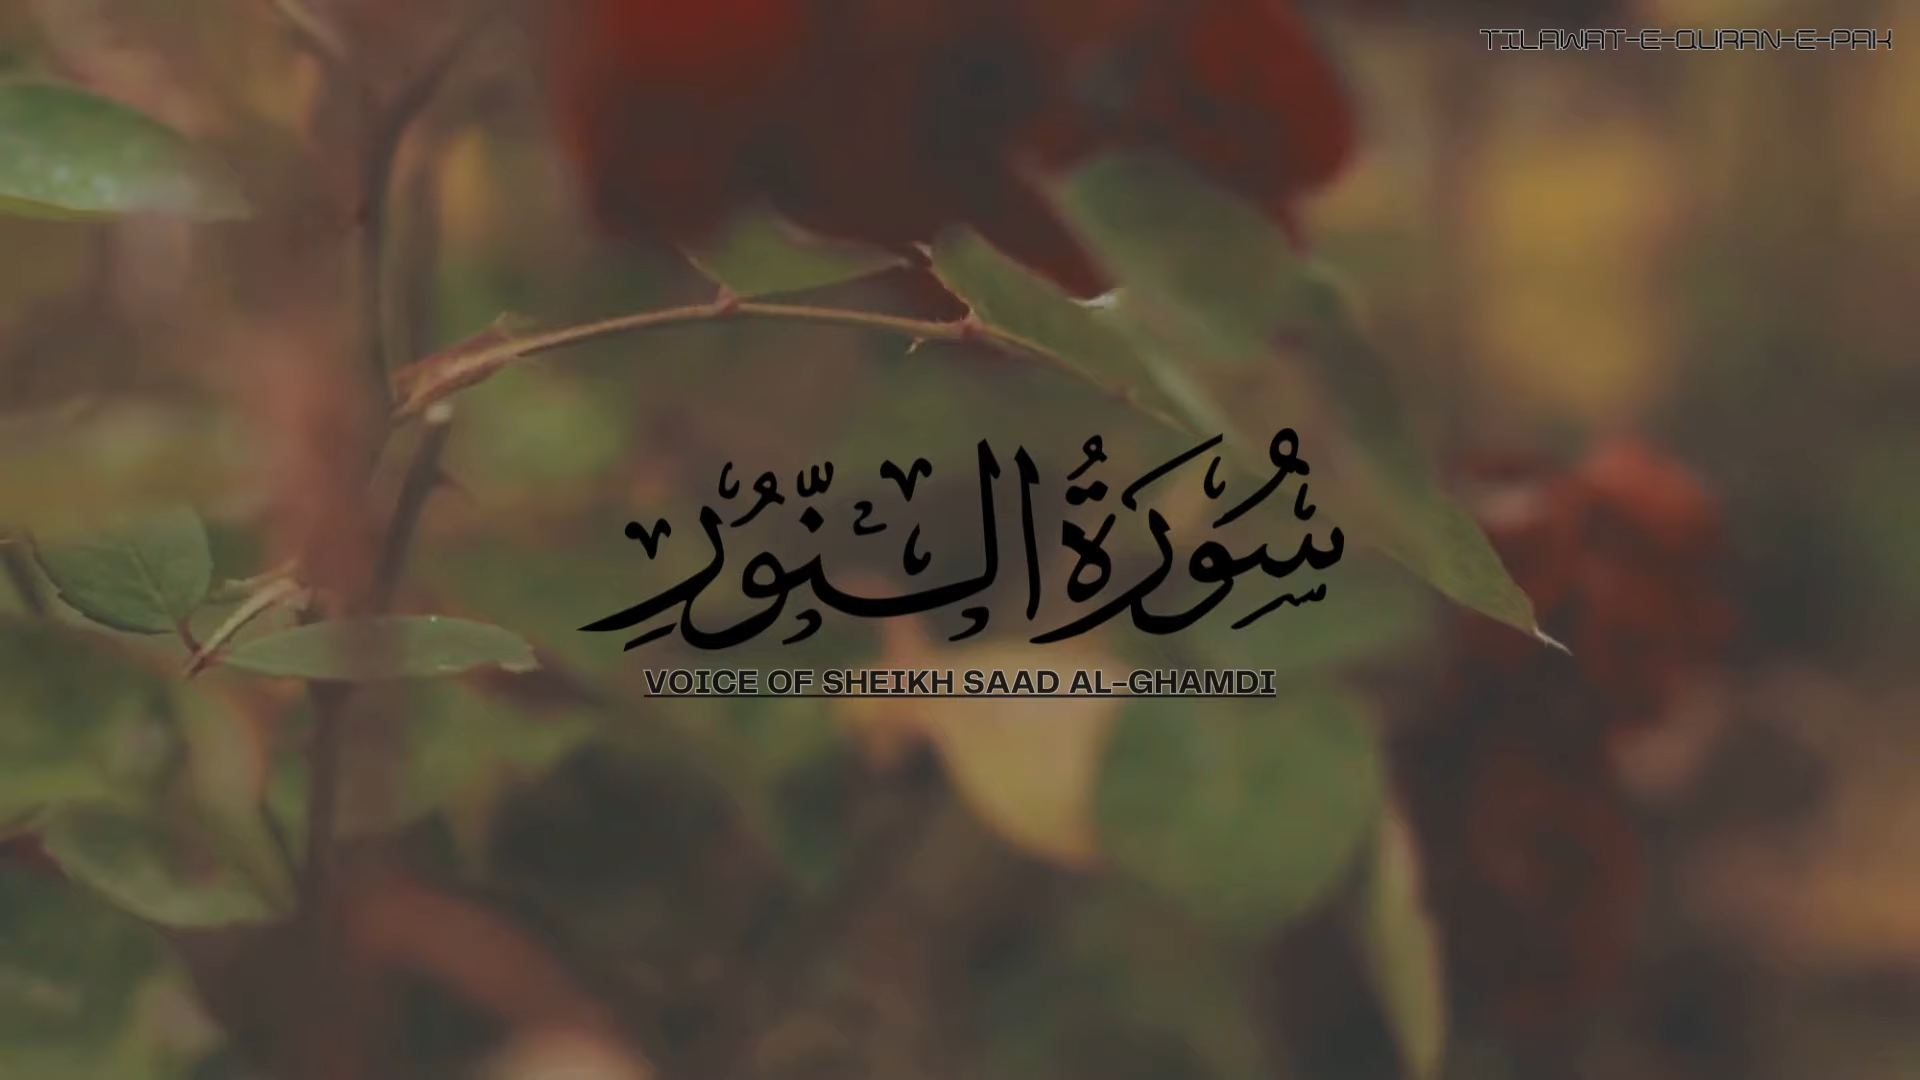 TILAWAT-E-QURAN-E-PAK
سُورَةُ النُّورِ
VOICE OF SHEIKH SAAD AL-GHAMDI